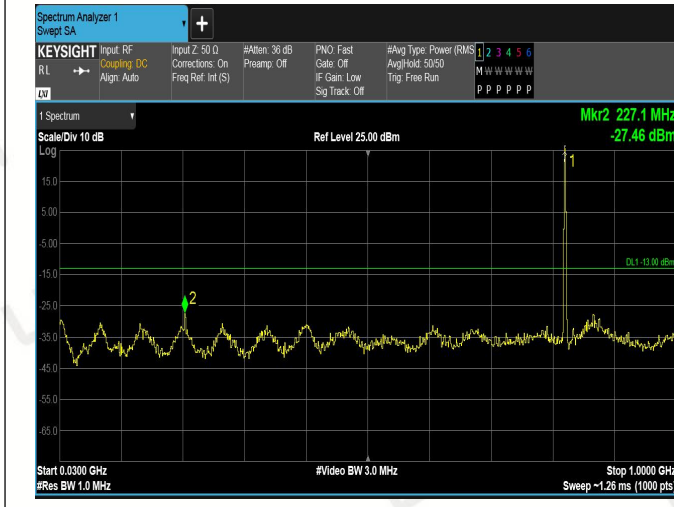 Spectrum Analyzer 1
Swept SA
+
KEYSIGHT
RL
LXI
Input: RF
Coupling: DC
Align: Auto
Input Z: 50 Ω
Corrections: On
Freq Ref: Int (S)
#Atten: 36 dB
Preamp: Off
PNO: Fast
Gate: Off
IF Gain: Low
Sig Track: Off
#Avg Type: Power (RMS
Avg|Hold: 50/50
Trig: Free Run
1 2 3 4 5 6
M W W W W W
P P P P P P
1 Spectrum
Scale/Div 10 dB
Log
Ref Level 25.00 dBm
Mkr2 227.1 MHz
-27.46 dBm
15.0
5.00
-5.00
-15.0
-25.0
-35.0
-45.0
-55.0
-65.0
1
2
DL1 -13.00 dBm
Start 0.0300 GHz
#Res BW 1.0 MHz
#Video BW 3.0 MHz
Stop 1.0000 GHz
Sweep ~1.26 ms (1000 pts)